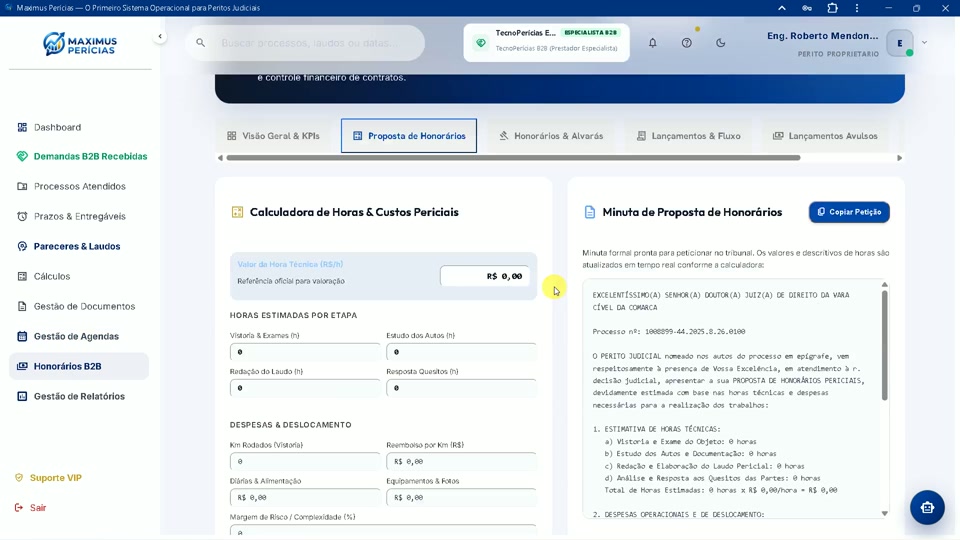 Maximus Perícias — O Primeiro Sistema Operacional para Peritos Judiciais
MAXIMUS
PERÍCIAS
Buscar processos, laudos ou datas...
TecnoPerícias E... ESPECIALISTA B2B
TecnoPerícias B2B (Prestador Especialista)
Eng. Roberto Mendon...
PERITO PROPRIETÁRIO
E
Dashboard
Demandas B2B Recebidas
Processos Atendidos
Prazos & Entregáveis
Pareceres & Laudos
Cálculos
Gestão de Documentos
Gestão de Agendas
Honorários B2B
Gestão de Relatórios
Suporte VIP
Sair
e controle financeiro de contratos.
Visão Geral & KPIs
Proposta de Honorários
Honorários & Alvarás
Lançamentos & Fluxo
Lançamentos Avulsos
Calculadora de Horas & Custos Periciais
Valor da Hora Técnica (R$/h)
Referência oficial para valoração
R$ 0,00
HORAS ESTIMADAS POR ETAPA
Vistoria & Exames (h)
0
Estudo dos Autos (h)
0
Redação do Laudo (h)
0
Resposta Quesitos (h)
0
DESPESAS & DESLOCAMENTO
Km Rodados (Vistoria)
0
Reembolso por Km (R$)
R$ 0,00
Diárias & Alimentação
R$ 0,00
Equipamentos & Fotos
R$ 0,00
Margem de Risco / Complexidade (%)
0
Minuta de Proposta de Honorários
Copiar Petição
Minuta formal pronta para peticionar no tribunal. Os valores e descritivos de horas são
atualizados em tempo real conforme a calculadora:
EXCELENTÍSSIMO(A) SENHOR(A) DOUTOR(A) JUIZ(A) DE DIREITO DA VARA
CÍVEL DA COMARCA
Processo nº: 1008899-44.2025.8.26.0100
O PERITO JUDICIAL nomeado nos autos do processo em epígrafe, vem
respeitosamente à presença de Vossa Excelência, em atendimento à r.
decisão judicial, apresentar a sua PROPOSTA DE HONORÁRIOS PERICIAIS,
devidamente estimada com base nas horas técnicas e despesas
necessárias para a realização dos trabalhos:
1. ESTIMATIVA DE HORAS TÉCNICAS:
a) Vistoria e Exame do Objeto: 0 horas
b) Estudo dos Autos e Documentação: 0 horas
c) Redação e Elaboração do Laudo Pericial: 0 horas
d) Análise e Resposta aos Quesitos das Partes: 0 horas
Total de Horas Estimadas: 0 horas x R$ 0,00/hora = R$ 0,00
2. DESPESAS OPERACIONAIS E DE DESLOCAMENTO: